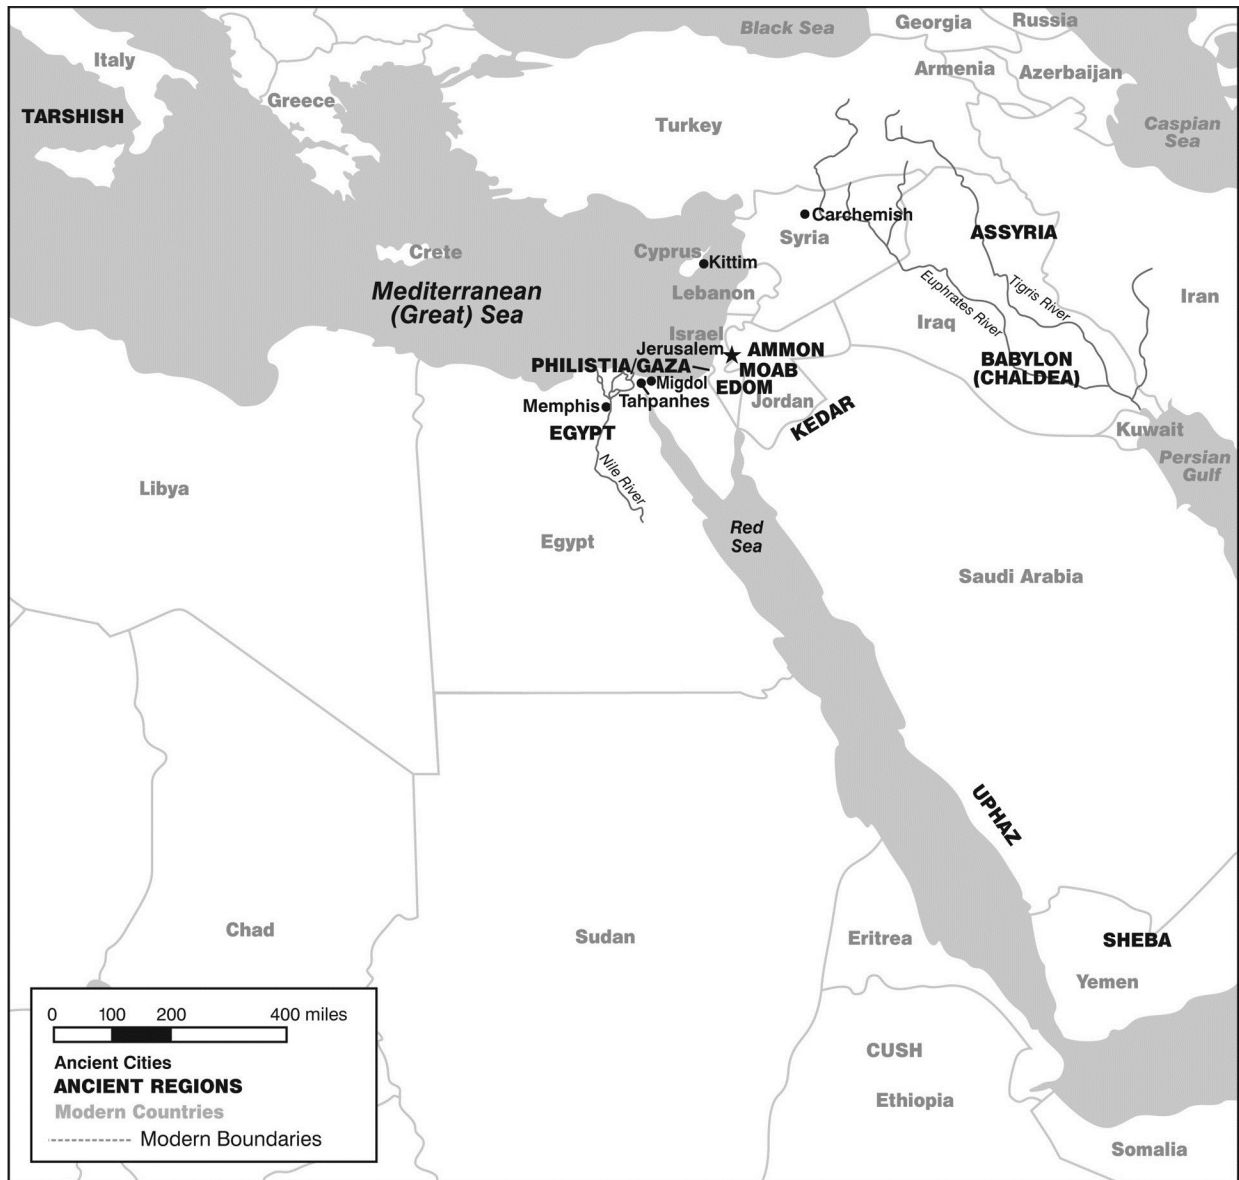 Black Sea
Georgia
Russia
Italy
Armenia
Azerbaijan
Greece
TARSHISH
Turkey
Caspian
Sea
Carchemish
ASSYRIA
Syria
Crete
Cyprus
Kittim
Mediterranean
(Great) Sea
Lebanon
Euphrates River
Tigris River
Iran
Iraq
Israel
Jerusalem
AMMON
PHILISTIA/GAZA
MOAB
BABYLON
(CHALDEA)
Migdol
EDOM
Tahpanhes
Jordan
Memphis
KEDAR
EGYPT
Kuwait
Persian
Gulf
Nile River
Libya
Red
Sea
Egypt
Saudi Arabia
UPHAZ
Chad
Sudan
Eritrea
SHEBA
Yemen
CUSH
Ethiopia
Somalia
0 100 200 400 miles
Ancient Cities
ANCIENT REGIONS
Modern Countries
Modern Boundaries